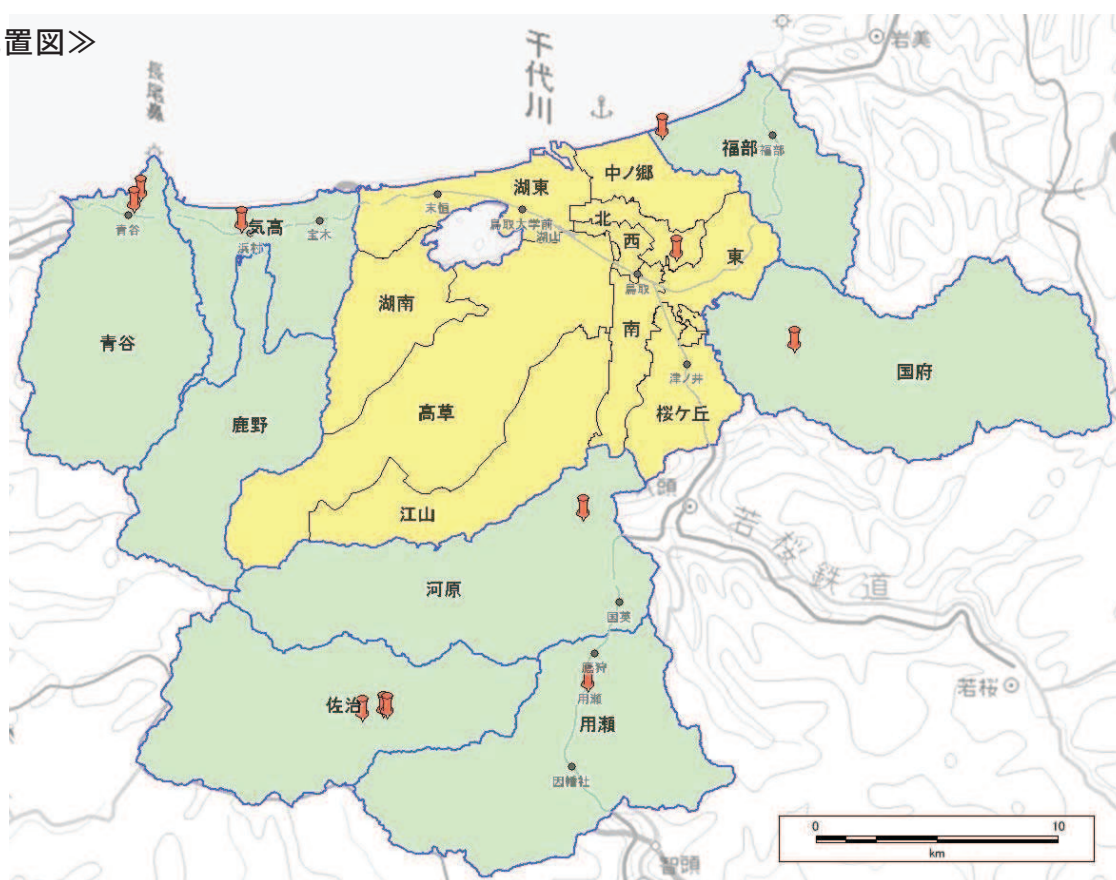 置図≫
長尾鼻
千代川
岩美
福部
福部
中ノ郷
湖東
末恒
鳥取大学前
湖山
北
西
東
青谷
気高
浜村
宝木
鳥取
湖南
南
青谷
国府
津ノ井
高草
桜ケ丘
鹿野
江山
八頭
若桜鉄道
河原
国英
鷹狩
用瀬
佐治
用瀬
若桜
因幡社
智頭
0 10
km